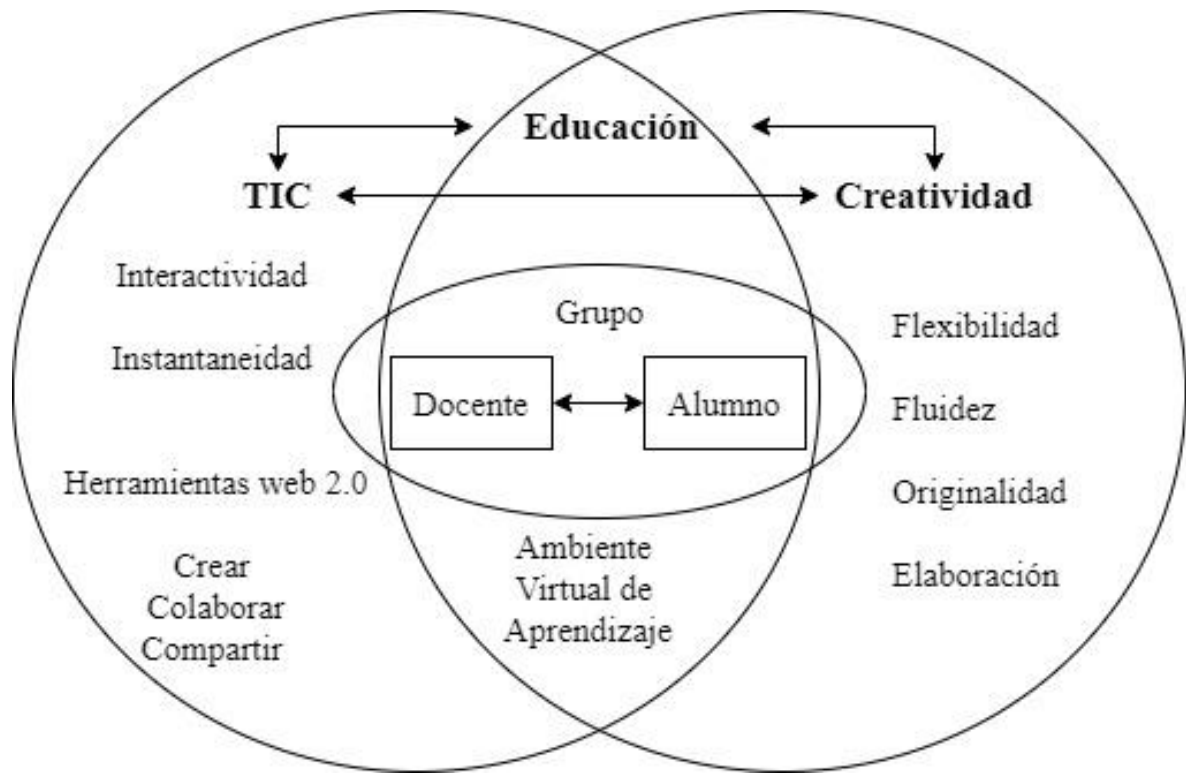 Educación
TIC
Creatividad
Interactividad
Instantaneidad
Herramientas web 2.0
Crear
Colaborar
Compartir
Grupo
Docente
Alumno
Ambiente
Virtual de
Aprendizaje
Flexibilidad
Fluidez
Originalidad
Elaboración